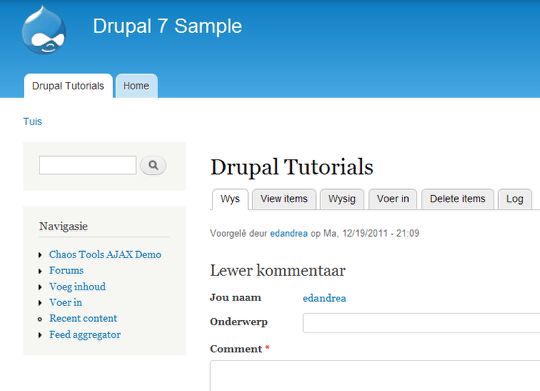 Drupal 7 Sample
Drupal Tutorials Home
Tuis
Drupal Tutorials
Wys View items Wysig Voer in Delete items Log
Voorgelê deur edandrea op Ma, 12/19/2011 - 21:09
Navigasie
Chaos Tools AJAX Demo
Forums
Voeg inhoud
Voer in
Recent content
Feed aggregator
Lewer kommentaar
Jou naam edandrea
Onderwerp
Comment *